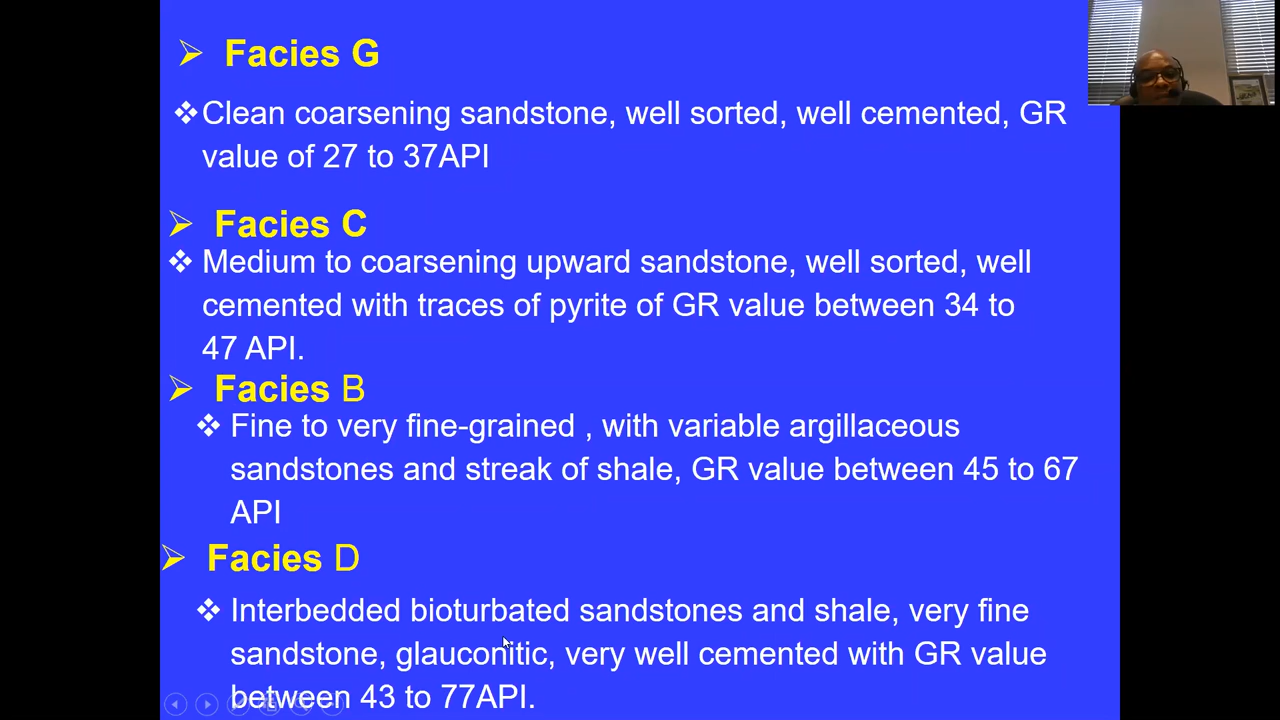 Facies G
Clean coarsening sandstone, well sorted, well cemented, GR
value of 27 to 37API
Facies C
Medium to coarsening upward sandstone, well sorted, well
cemented with traces of pyrite of GR value between 34 to
47 API.
Facies B
Fine to very fine-grained , with variable argillaceous
sandstones and streak of shale, GR value between 45 to 67
API
Facies D
Interbedded bioturbated sandstones and shale, very fine
sandstone, glauconitic, very well cemented with GR value
between 43 to 77API.